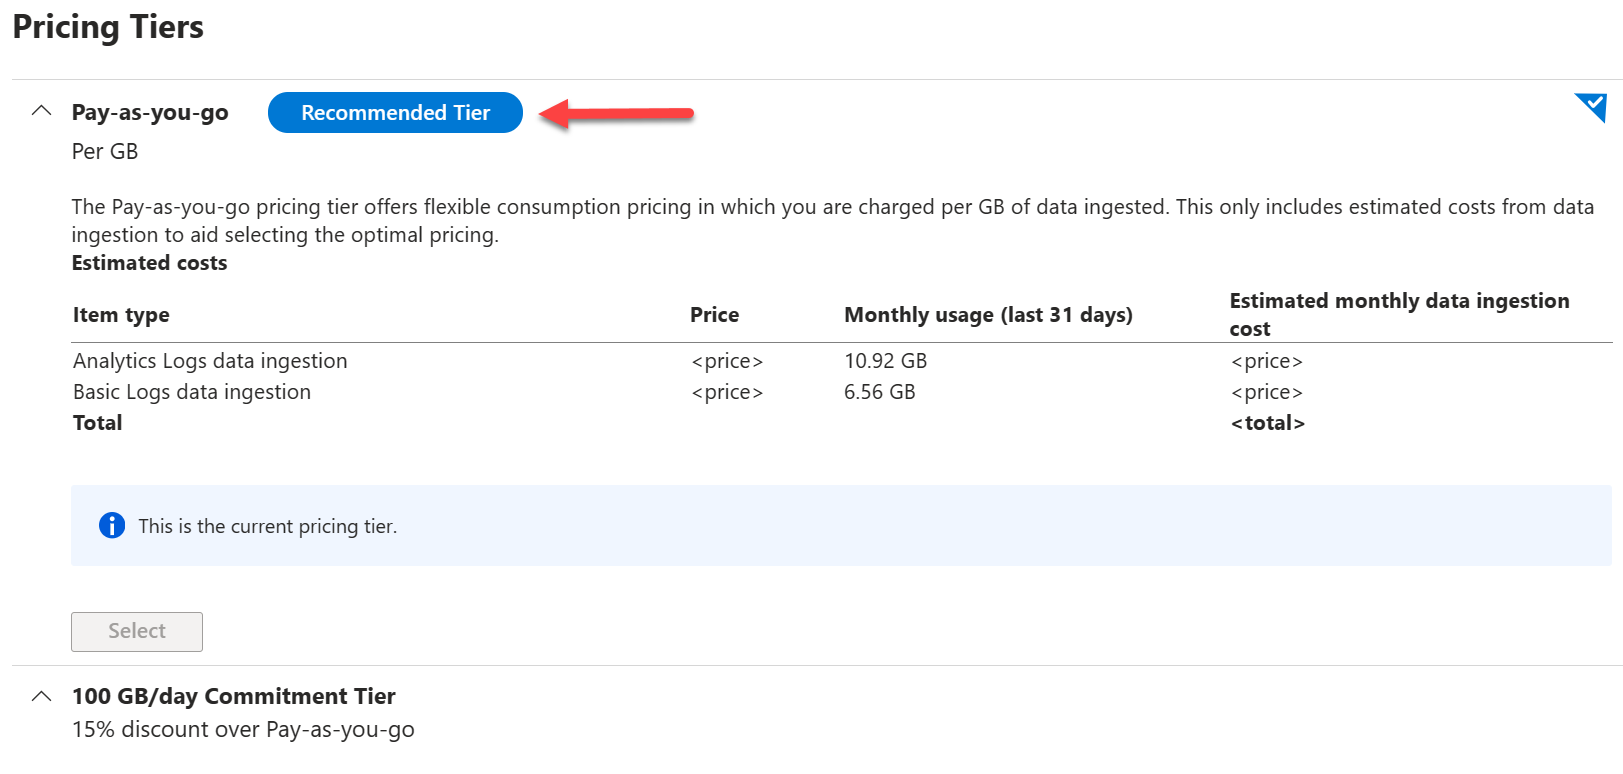 Pricing Tiers
Pay-as-you-go
Recommended Tier
Per GB
The Pay-as-you-go pricing tier offers flexible consumption pricing in which you are charged per GB of data ingested. This only includes estimated costs from data
ingestion to aid selecting the optimal pricing.
Estimated costs
Item type Price Monthly usage (last 31 days) Estimated monthly data ingestion
cost
Analytics Logs data ingestion <price> 10.92 GB <price>
Basic Logs data ingestion <price> 6.56 GB <price>
Total <total>
This is the current pricing tier.
Select
100 GB/day Commitment Tier
15% discount over Pay-as-you-go